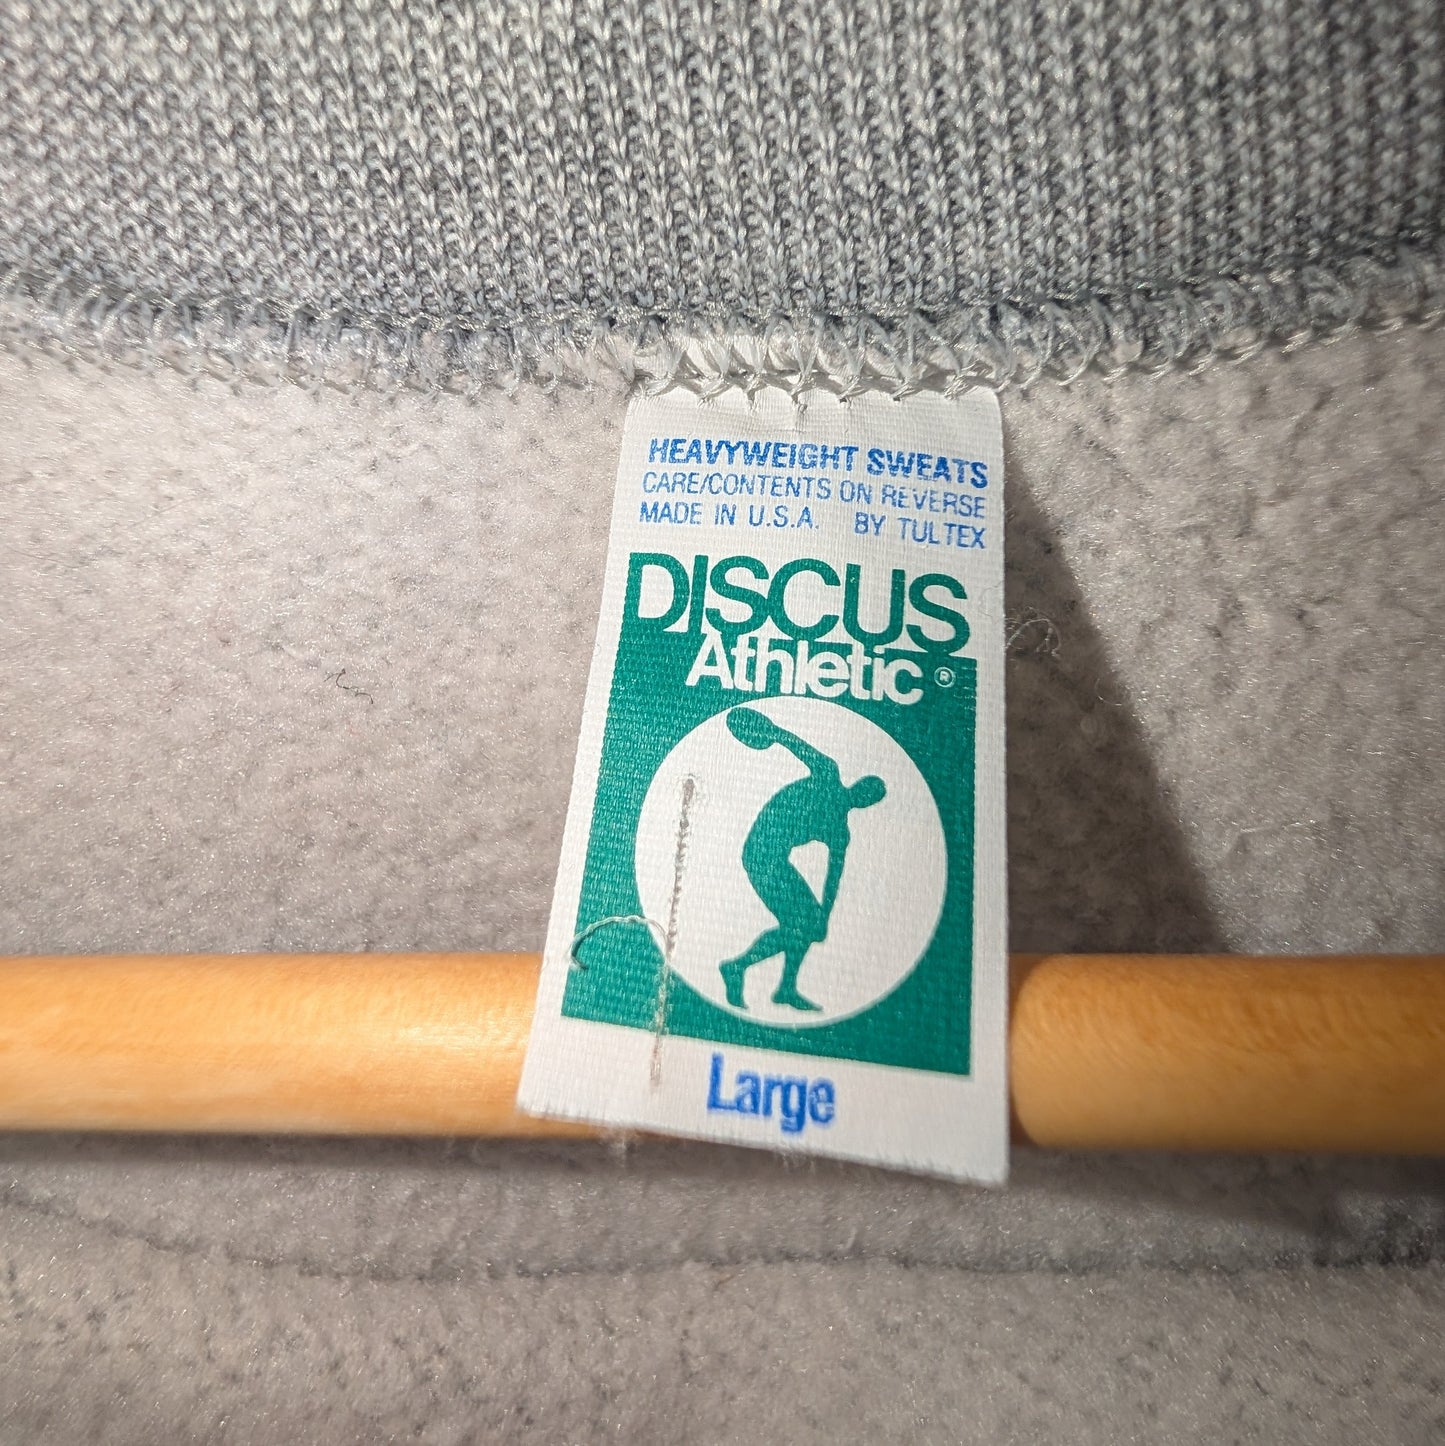 HEAVYWEIGHT SWEATS
CARE/CONTENTS ON REVERSE
MADE IN U.S.A. BY TULTEX
DISCUS
Athletic ®
Large